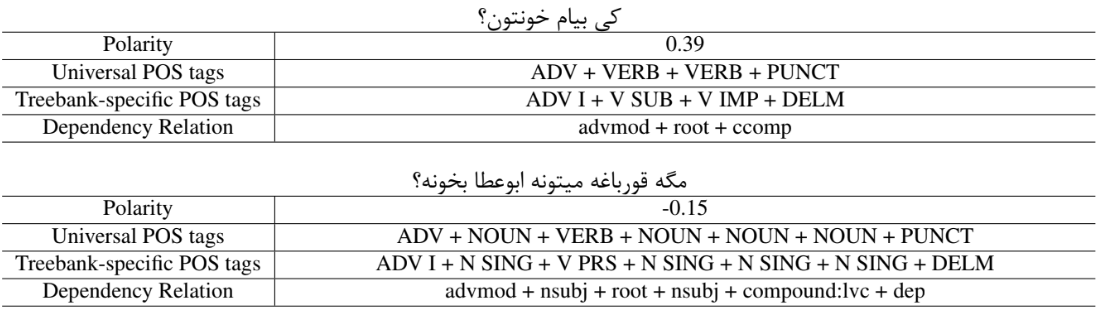 کی بیام خونتون؟
Polarity 0.39
Universal POS tags ADV + VERB + VERB + PUNCT
Treebank-specific POS tags ADV I + V SUB + V IMP + DELM
Dependency Relation advmod + root + ccomp
مگه قورباغه میتونه ابوعطا بخونه؟
Polarity -0.15
Universal POS tags ADV + NOUN + VERB + NOUN + NOUN + NOUN + PUNCT
Treebank-specific POS tags ADV I + N SING + V PRS + N SING + N SING + N SING + DELM
Dependency Relation advmod + nsubj + root + nsubj + compound:lvc + dep